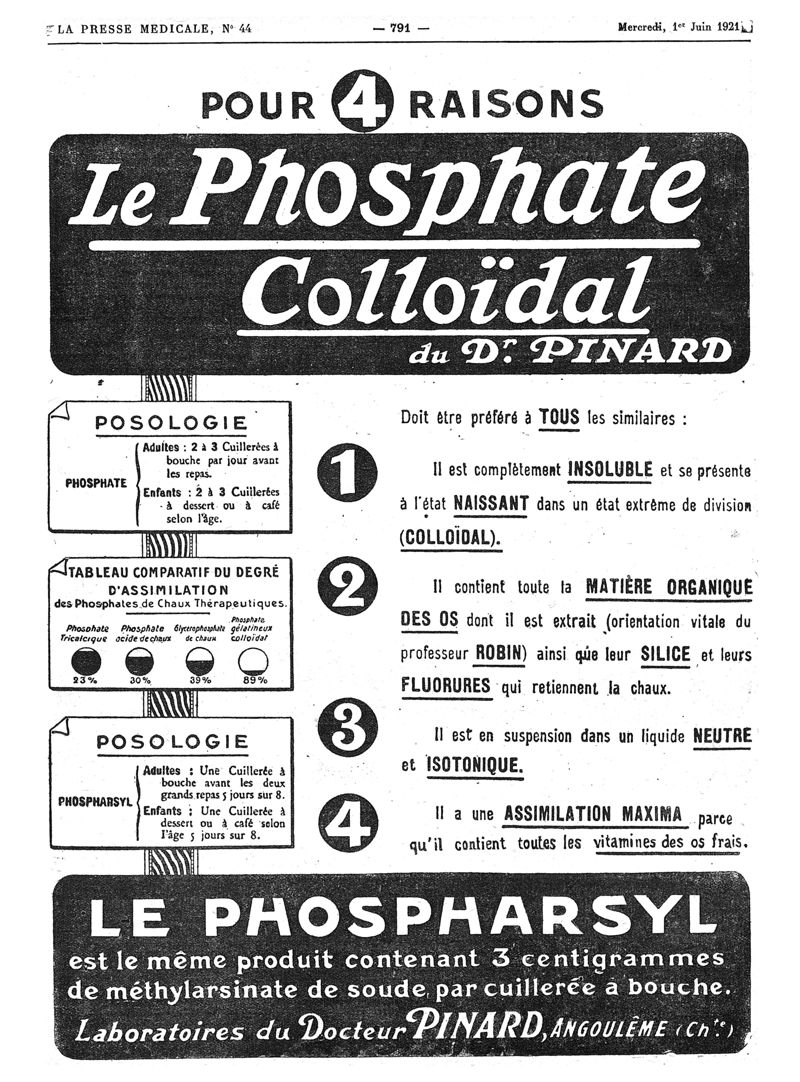 LA PRESSE MEDICALE, N° 44 — 791 — Mercredi, 1er Juin 1921
POUR 4 RAISONS
Le Phosphate
Colloïdal
du Dr. PINARD
POSOLOGIE
PHOSPHATE
Adultes : 2 à 3 Cuillerées à
bouche par jour avant
les repas.
Enfants : 2 à 3 Cuillerées
à dessert ou à café
selon l'âge.
TABLEAU COMPARATIF DU DEGRÉ
D'ASSIMILATION
des Phosphates de Chaux Thérapeutiques.
Phosphate Tricalcique
Phosphate acide de chaux
Glycerophosphate de chaux
Phosphate gélatineux colloïdal
23% 30% 39% 89%
POSOLOGIE
PHOSPHARSYL
Adultes : Une Cuillerée à
bouche avant les deux
grands repas 5 jours sur 8.
Enfants : Une Cuillerée à
dessert ou à café selon
l'âge 5 jours sur 8.
Doit être préféré à TOUS les similaires :
1
Il est complètement INSOLUBLE et se présente
à l'état NAISSANT dans un état extrême de division
(COLLOÏDAL).
2
Il contient toute la MATIÈRE ORGANIQUE
DES OS dont il est extrait (orientation vitale du
professeur ROBIN) ainsi que leur SILICE et leurs
FLUORURES qui retiennent la chaux.
3
Il est en suspension dans un liquide NEUTRE
et ISOTONIQUE.
4
Il a une ASSIMILATION MAXIMA parce
qu'il contient toutes les vitamines des os frais.
LE PHOSPHARSYL
est le même produit contenant 3 centigrammes
de méthylarsinate de soude, par cuillerée à bouche.
Laboratoires du Docteur PINARD, ANGOULÊME (Chte)